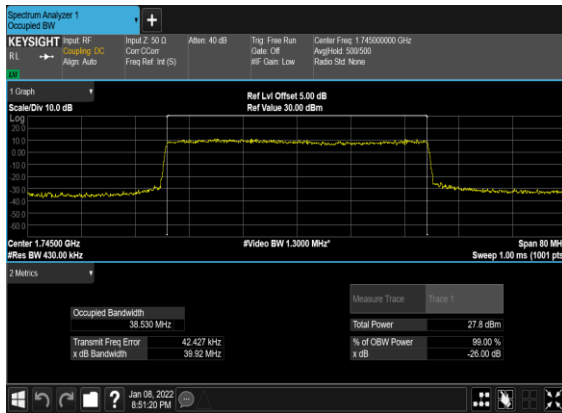 Spectrum Analyzer 1
Occupied BW
+
KEYSIGHT Input: RF Input Z: 50 Ω Atten: 40 dB Trig: Free Run Center Freq: 1.745000000 GHz
RL Coupling: DC Corr CCorr Gate: Off Avg|Hold: 500/500
Align: Auto Freq Ref: Int (S) #IF Gain: Low Radio Std: None
1 Graph
Ref Lvl Offset 5.00 dB
Scale/Div 10.0 dB Ref Value 30.00 dBm
Log
20.0
10.0
0.00
-10.0
-20.0
-30.0
-40.0
-50.0
-60.0
Center 1.74500 GHz #Video BW 1.3000 MHz* Span 80 MH
#Res BW 430.00 kHz Sweep 1.00 ms (1001 pts
2 Metrics
Measure Trace Trace 1
Occupied Bandwidth
38.530 MHz Total Power 27.8 dBm
Transmit Freq Error 42.427 kHz % of OBW Power 99.00 %
x dB Bandwidth 39.92 MHz x dB -26.00 dB
?
Jan 08, 2022
8:51:20 PM